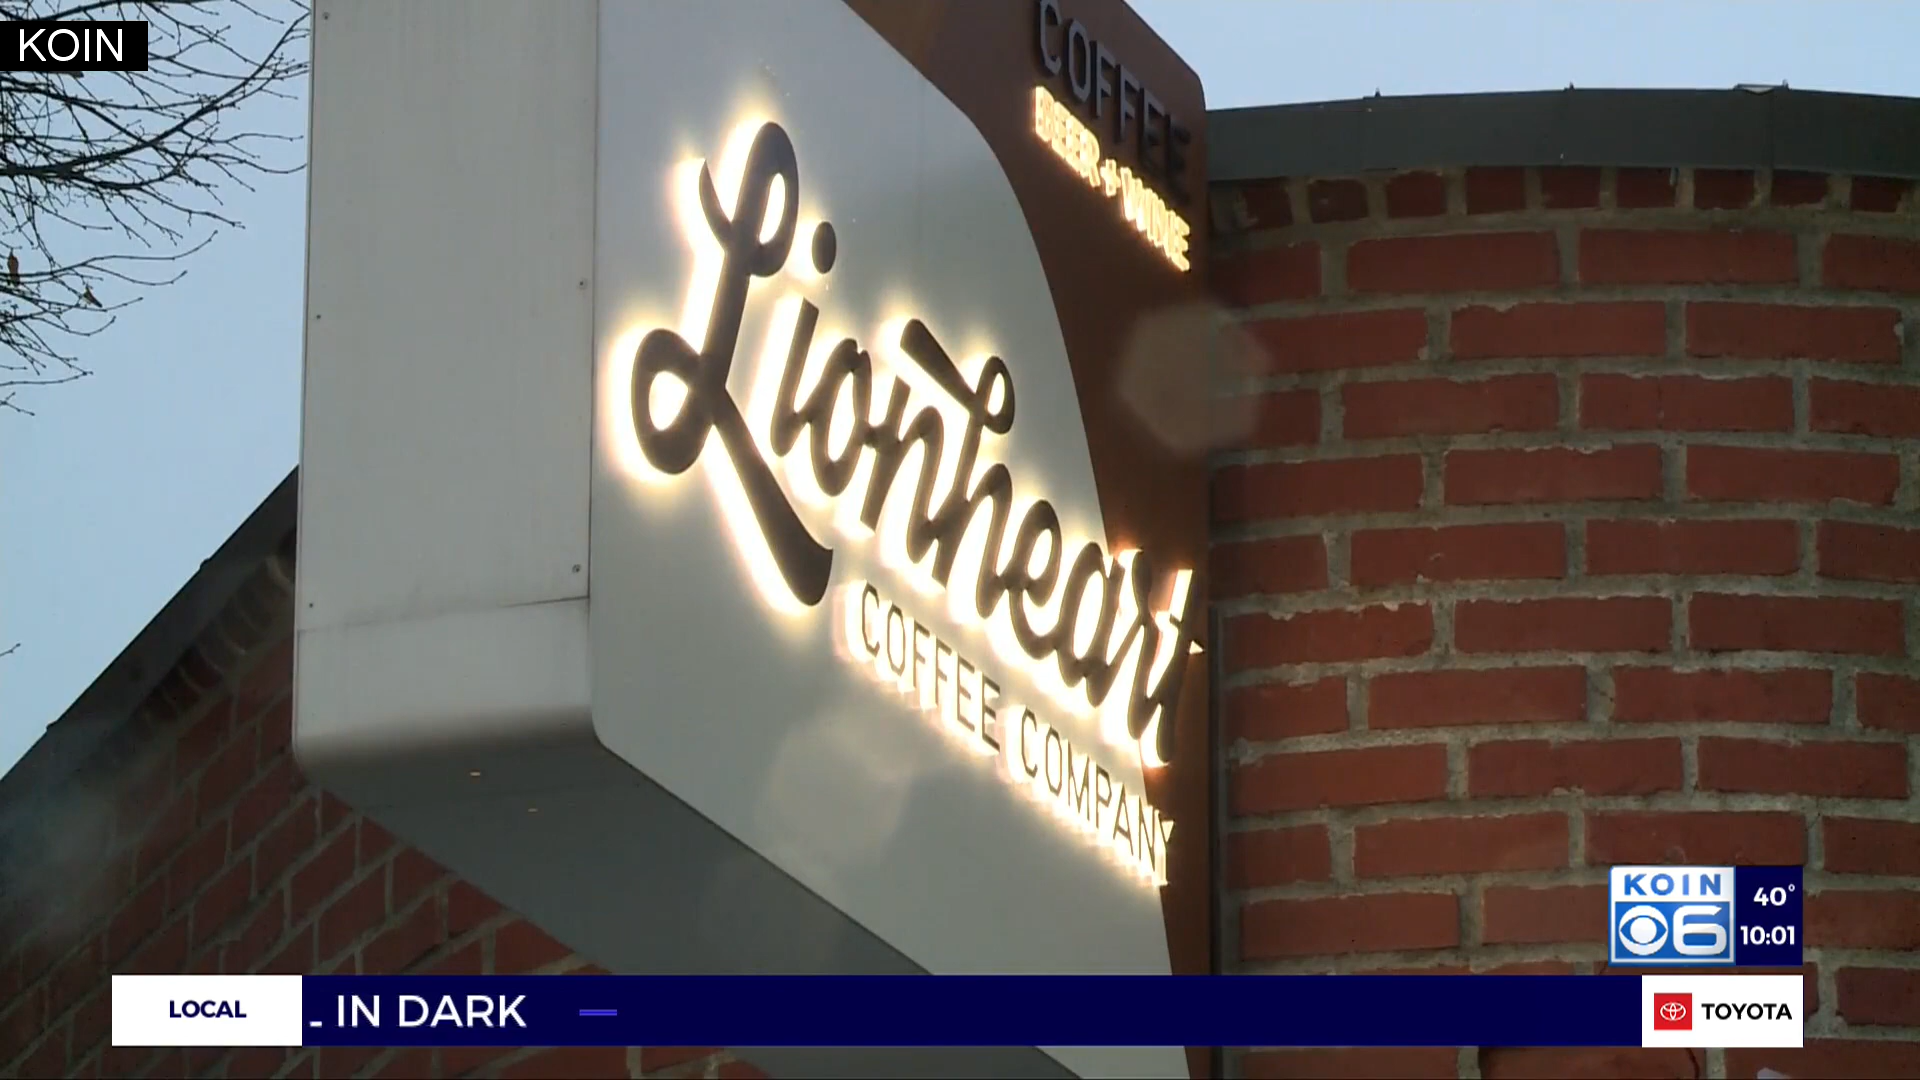 KOIN
COFFEE
BEER + WINE
Lionheart
COFFEE COMPANY
KOIN
6
40°
10:01
LOCAL
IN DARK
TOYOTA